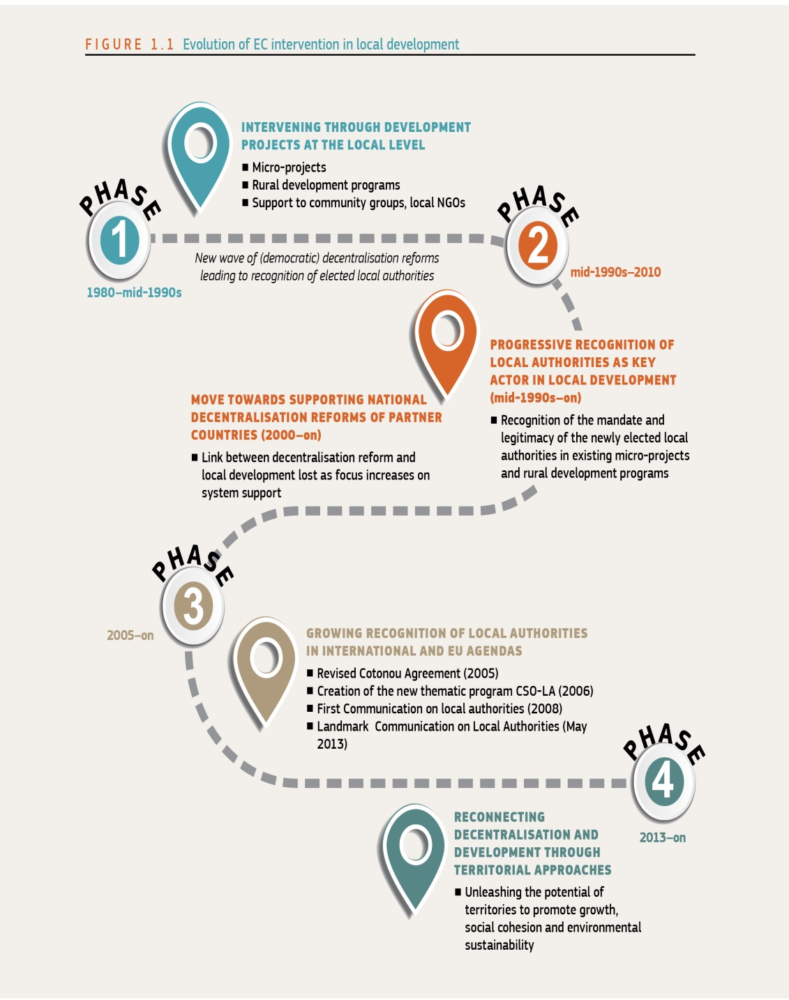 FIGURE 1.1 Evolution of EC intervention in local development
INTERVENING THROUGH DEVELOPMENT
PROJECTS AT THE LOCAL LEVEL
■ Micro-projects
■ Rural development programs
■ Support to community groups, local NGOs
PHASE
1
1980–mid-1990s
New wave of (democratic) decentralisation reforms
leading to recognition of elected local authorities
PHASE
2
mid-1990s–2010
PROGRESSIVE RECOGNITION OF
LOCAL AUTHORITIES AS KEY
ACTOR IN LOCAL DEVELOPMENT
(mid-1990s–on)
■ Recognition of the mandate and
legitimacy of the newly elected local
authorities in existing micro-projects
and rural development programs
MOVE TOWARDS SUPPORTING NATIONAL
DECENTRALISATION REFORMS OF PARTNER
COUNTRIES (2000–on)
■ Link between decentralisation reform and
local development lost as focus increases on
system support
PHASE
3
2005–on
GROWING RECOGNITION OF LOCAL AUTHORITIES
IN INTERNATIONAL AND EU AGENDAS
■ Revised Cotonou Agreement (2005)
■ Creation of the new thematic program CSO-LA (2006)
■ First Communication on local authorities (2008)
■ Landmark Communication on Local Authorities (May
2013)
PHASE
4
2013–on
RECONNECTING
DECENTRALISATION AND
DEVELOPMENT THROUGH
TERRITORIAL APPROACHES
■ Unleashing the potential of
territories to promote growth,
social cohesion and environmental
sustainability